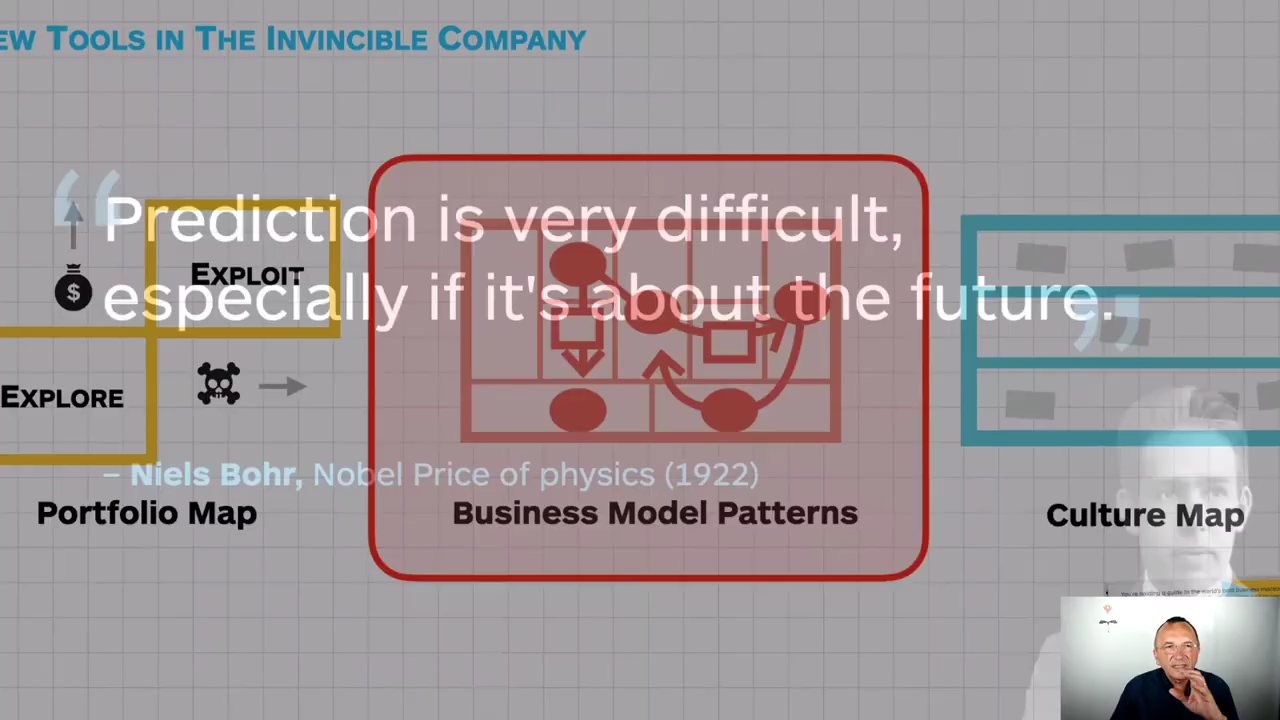 EW TOOLS IN THE INVINCIBLE COMPANY
“Prediction is very difficult,
especially if it's about the future.”
EXPLOIT
$
EXPLORE
– Niels Bohr, Nobel Price of physics (1922)
Portfolio Map
Business Model Patterns
Culture Map